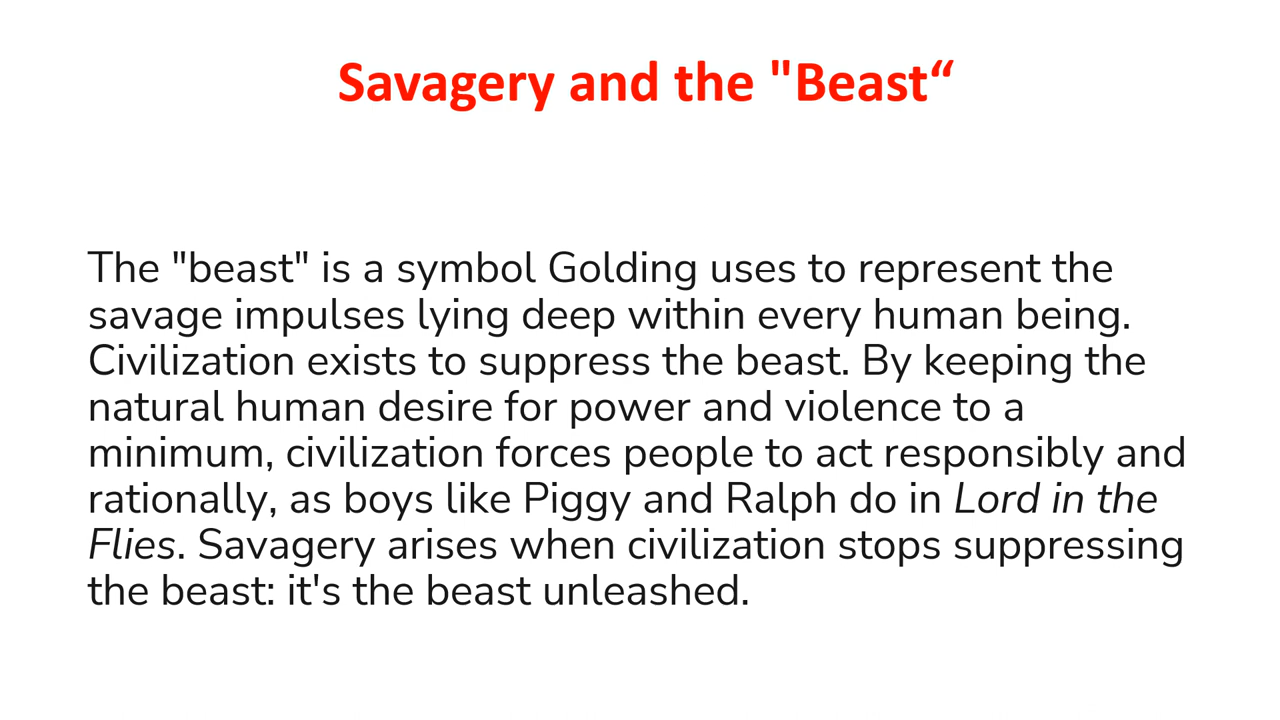 Savagery and the "Beast“
The "beast" is a symbol Golding uses to represent the
savage impulses lying deep within every human being.
Civilization exists to suppress the beast. By keeping the
natural human desire for power and violence to a
minimum, civilization forces people to act responsibly and
rationally, as boys like Piggy and Ralph do in Lord in the
Flies. Savagery arises when civilization stops suppressing
the beast: it's the beast unleashed.